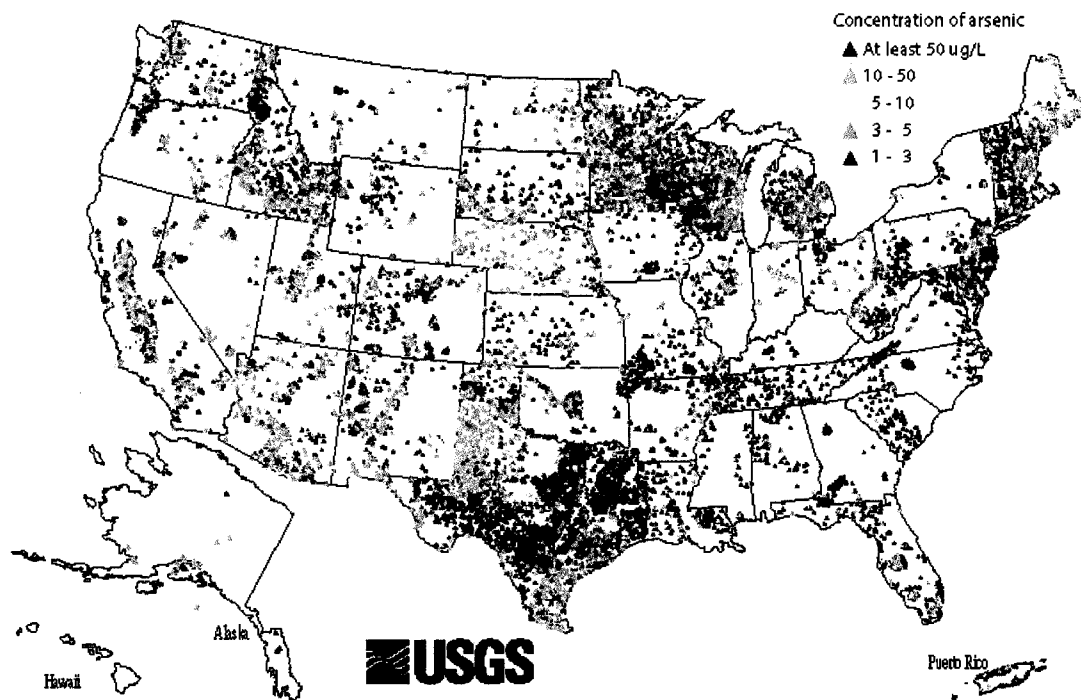 Concentration of arsenic
At least 50 ug/L
10 - 50
5 - 10
3 - 5
1 - 3
Alaska
Hawaii
USGS
Puerto Rico